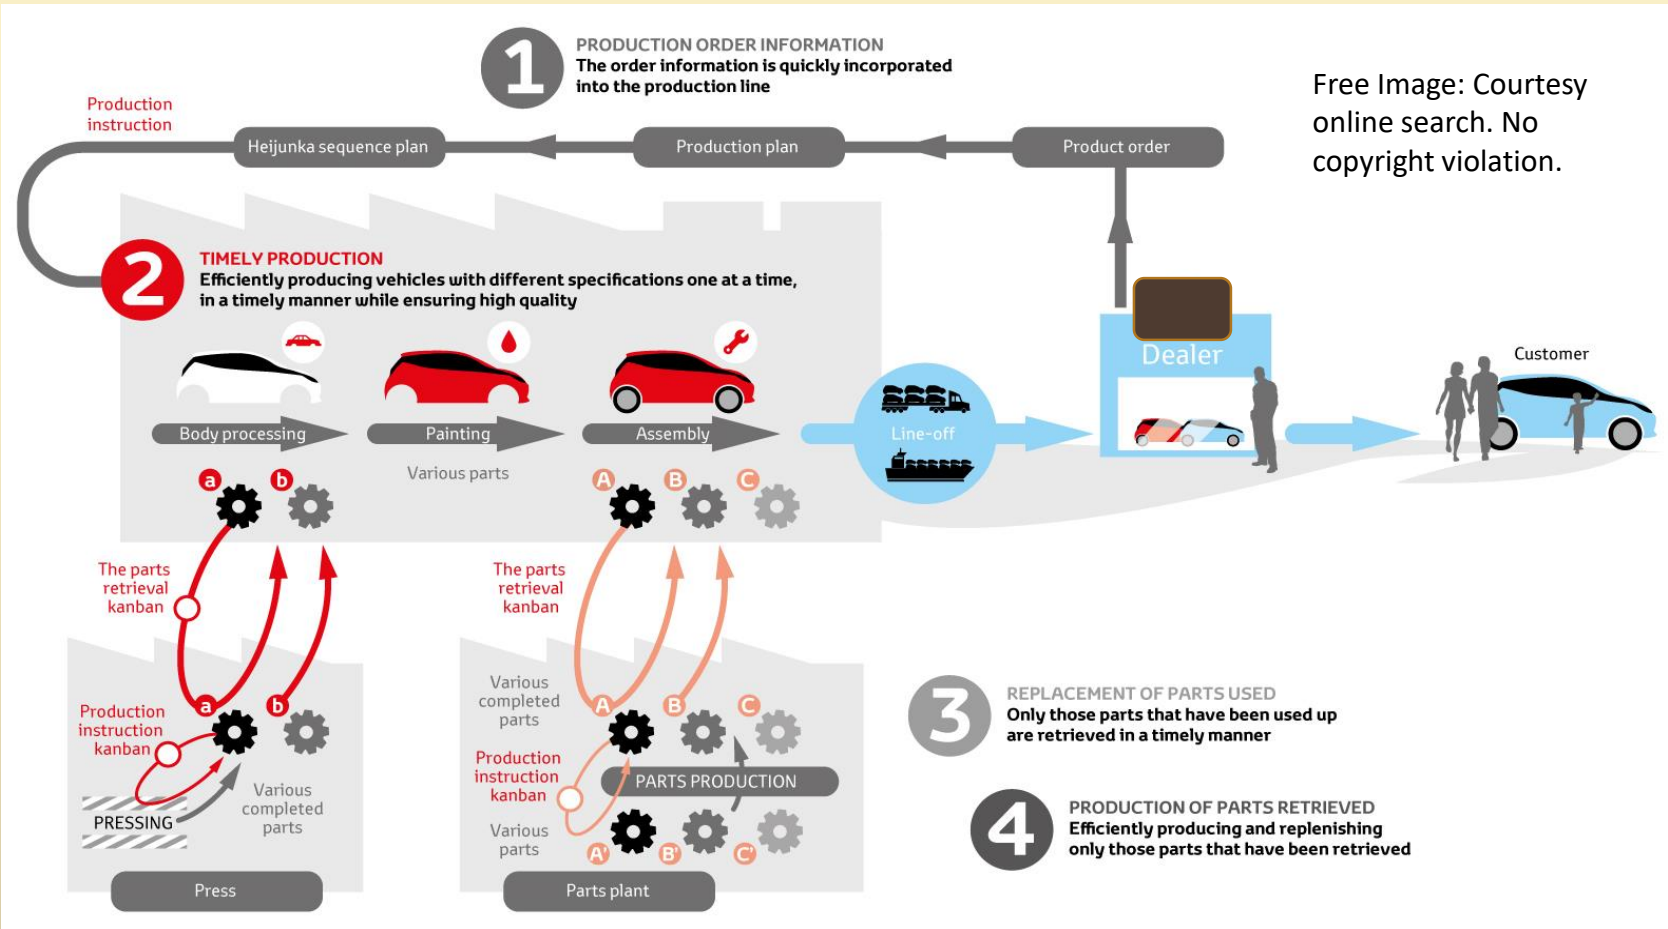 1
PRODUCTION ORDER INFORMATION
The order information is quickly incorporated
into the production line
Free Image: Courtesy
online search. No
copyright violation.
Production
instruction
Heijunka sequence plan
Production plan
Product order
2
TIMELY PRODUCTION
Efficiently producing vehicles with different specifications one at a time,
in a timely manner while ensuring high quality
Dealer
Customer
Body processing
Painting
Assembly
Line-off
Various parts
a
b
A
B
C
The parts
retrieval
kanban
The parts
retrieval
kanban
a
b
Production
instruction
kanban
PRESSING
Various
completed
parts
Press
Various
completed
parts
A
B
C
Production
instruction
kanban
PARTS PRODUCTION
Various
parts
A'
B'
C'
Parts plant
3
REPLACEMENT OF PARTS USED
Only those parts that have been used up
are retrieved in a timely manner
4
PRODUCTION OF PARTS RETRIEVED
Efficiently producing and replenishing
only those parts that have been retrieved